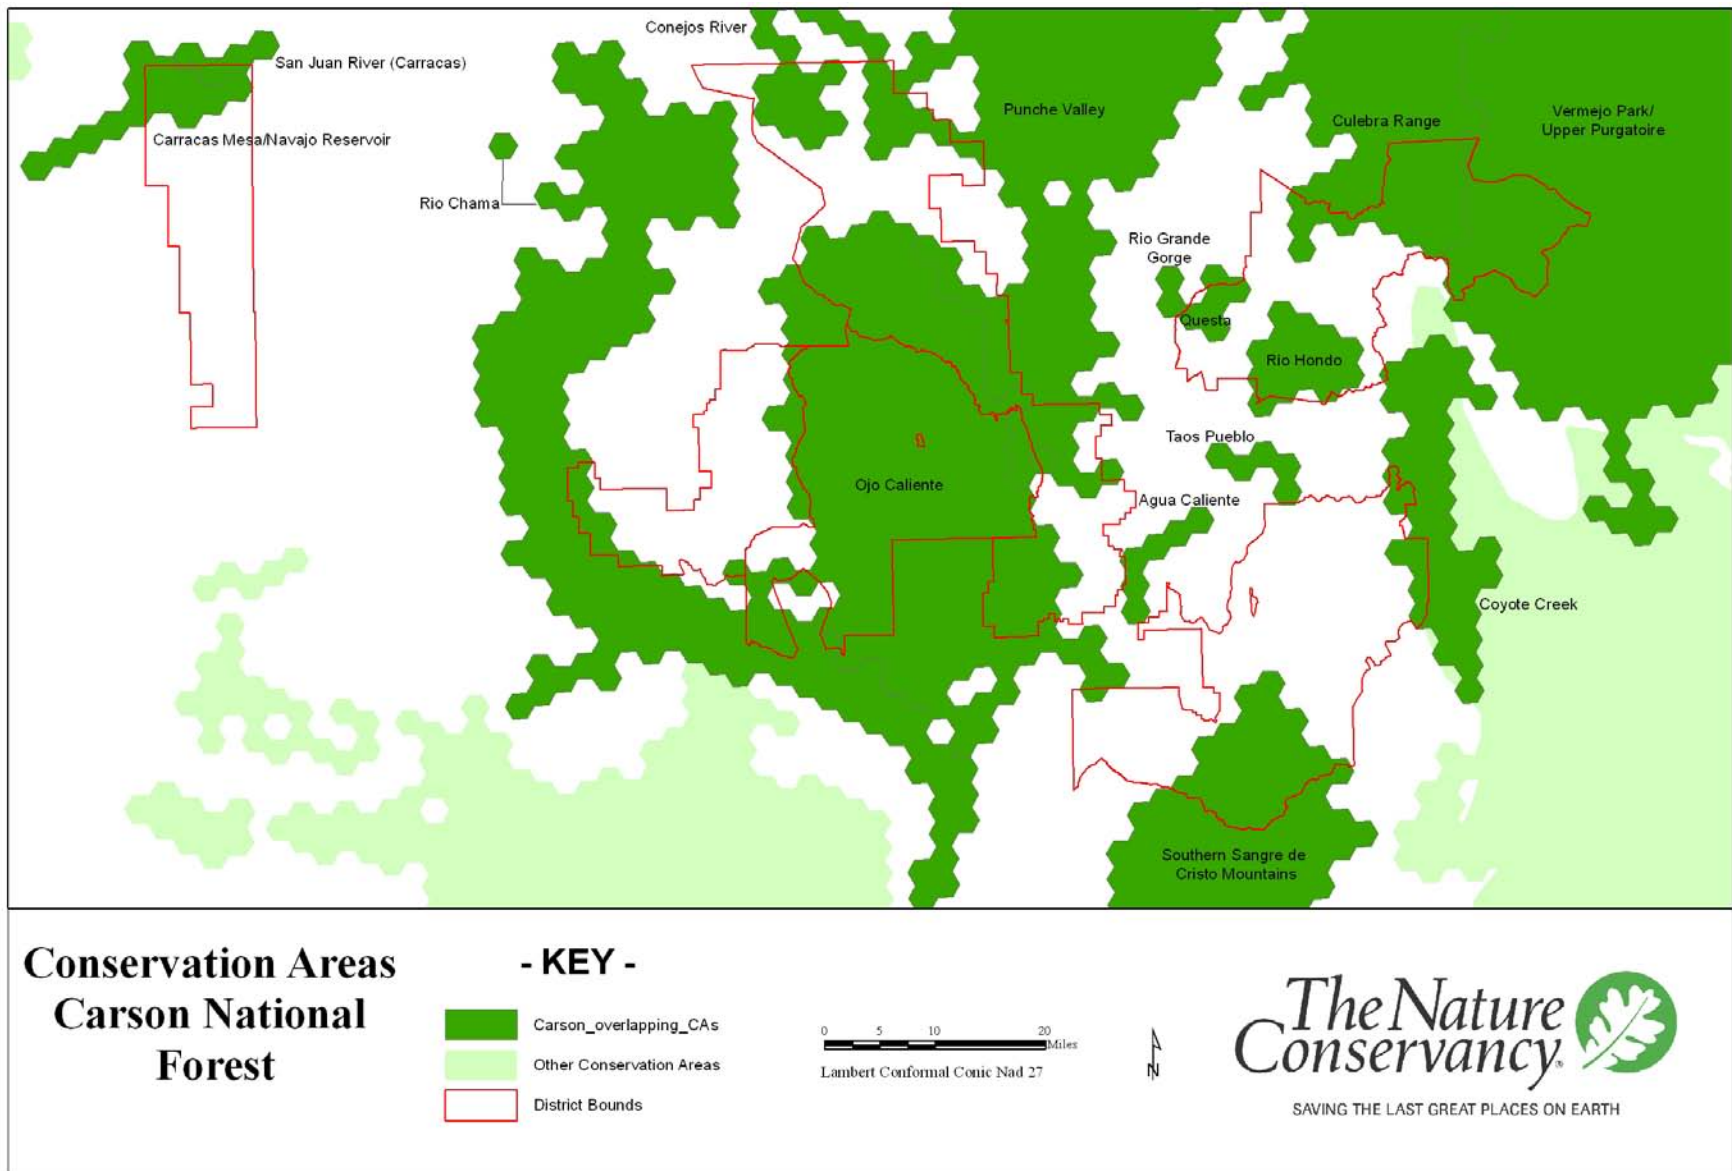 Conejos River
San Juan River (Carracas)
Punche Valley
Vermejo Park/
Upper Purgatoire
Culebra Range
Carracas Mesa/Navajo Reservoir
Rio Chama
Rio Grande
Gorge
Questa
Rio Hondo
Taos Pueblo
Ojo Caliente
Agua Caliente
Coyote Creek
Southern Sangre de
Cristo Mountains
Conservation Areas
Carson National
Forest
- KEY -
Carson_overlapping_CAs
Other Conservation Areas
District Bounds
0 5 10 20
Miles
Lambert Conformal Conic Nad 27
N
The Nature
Conservancy®
SAVING THE LAST GREAT PLACES ON EARTH